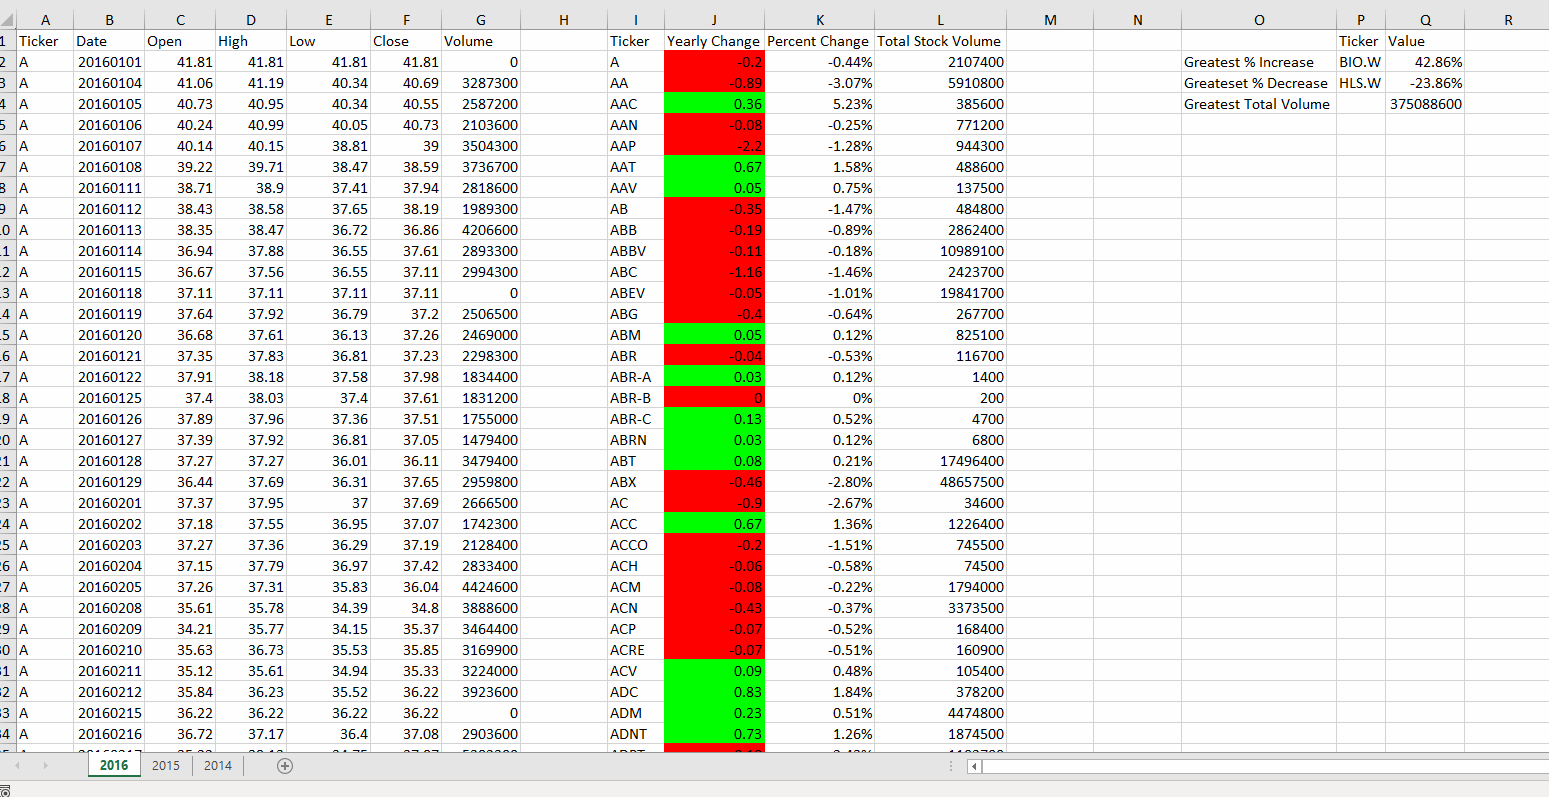 A B C D E F G H I J K L M N O P Q R
1 Ticker Date Open High Low Close Volume Ticker Yearly Change Percent Change Total Stock Volume Ticker Value
2 A 20160101 41.81 41.81 41.81 41.81 0 A -0.2 -0.44% 2107400 Greatest % Increase BIO.W 42.86%
3 A 20160104 41.06 41.19 40.34 40.69 3287300 AA -0.89 -3.07% 5910800 Greateset % Decrease HLS.W -23.86%
4 A 20160105 40.73 40.95 40.34 40.55 2587200 AAC 0.36 5.23% 385600 Greatest Total Volume 375088600
5 A 20160106 40.24 40.99 40.05 40.73 2103600 AAN -0.08 -0.25% 771200
6 A 20160107 40.14 40.15 38.81 39 3504300 AAP -2.2 -1.28% 944300
7 A 20160108 39.22 39.71 38.47 38.59 3736700 AAT 0.67 1.58% 488600
8 A 20160111 38.71 38.9 37.41 37.94 2818600 AAV 0.05 0.75% 137500
9 A 20160112 38.43 38.58 37.65 38.19 1989300 AB -0.35 -1.47% 484800
0 A 20160113 38.35 38.47 36.72 36.86 4206600 ABB -0.19 -0.89% 2862400
1 A 20160114 36.94 37.88 36.55 37.61 2893300 ABBV -0.11 -0.18% 10989100
2 A 20160115 36.67 37.56 36.55 37.11 2994300 ABC -1.16 -1.46% 2423700
3 A 20160118 37.11 37.11 37.11 37.11 0 ABEV -0.05 -1.01% 19841700
4 A 20160119 37.64 37.92 36.79 37.2 2506500 ABG -0.4 -0.64% 267700
5 A 20160120 36.68 37.61 36.13 37.26 2469000 ABM 0.05 0.12% 825100
6 A 20160121 37.35 37.83 36.81 37.23 2298300 ABR -0.04 -0.53% 116700
7 A 20160122 37.91 38.18 37.58 37.98 1834400 ABR-A 0.03 0.12% 1400
8 A 20160125 37.4 38.03 37.4 37.61 1831200 ABR-B 0 0% 200
9 A 20160126 37.89 37.96 37.36 37.51 1755000 ABR-C 0.13 0.52% 4700
20 A 20160127 37.39 37.92 36.81 37.05 1479400 ABRN 0.03 0.12% 6800
21 A 20160128 37.27 37.27 36.01 36.11 3479400 ABT 0.08 0.21% 17496400
22 A 20160129 36.44 37.69 36.31 37.65 2959800 ABX -0.46 -2.80% 48657500
23 A 20160201 37.37 37.95 37 37.69 2666500 AC -0.9 -2.67% 34600
24 A 20160202 37.18 37.55 36.95 37.07 1742300 ACC 0.67 1.36% 1226400
25 A 20160203 37.27 37.36 36.29 37.19 2128400 ACCO -0.2 -1.51% 745500
26 A 20160204 37.15 37.79 36.97 37.42 2833400 ACH -0.06 -0.58% 74500
27 A 20160205 37.26 37.31 35.83 36.04 4424600 ACM -0.08 -0.22% 1794000
28 A 20160208 35.61 35.78 34.39 34.8 3888600 ACN -0.43 -0.37% 3373500
29 A 20160209 34.21 35.77 34.15 35.37 3464400 ACP -0.07 -0.52% 168400
30 A 20160210 35.63 36.73 35.53 35.85 3169900 ACRE -0.07 -0.51% 160900
31 A 20160211 35.12 35.61 34.94 35.33 3224000 ACV 0.09 0.48% 105400
32 A 20160212 35.84 36.23 35.52 36.22 3923600 ADC 0.83 1.84% 378200
33 A 20160215 36.22 36.22 36.22 36.22 0 ADM 0.23 0.51% 4474800
34 A 20160216 36.72 37.17 36.4 37.08 2903600 ADNT 0.73 1.26% 1874500
2016 2015 2014